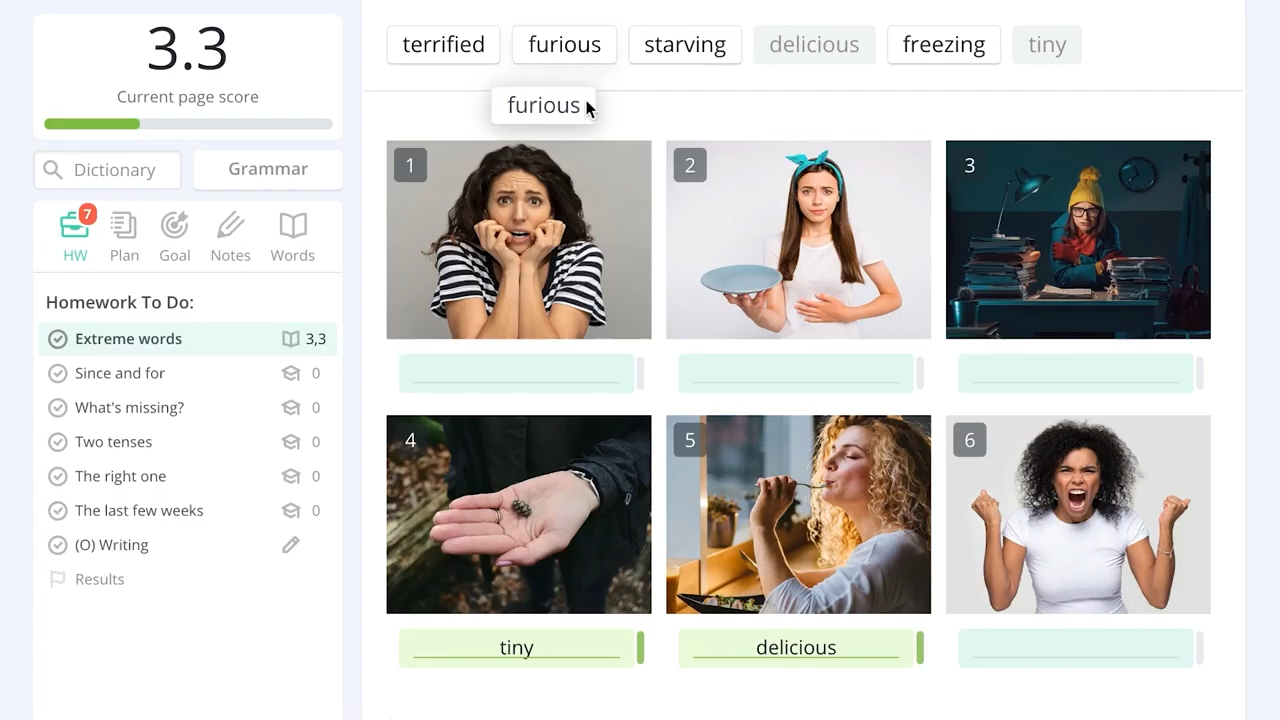 3.3
Current page score
Dictionary
Grammar
7
HW
Plan
Goal
Notes
Words
Homework To Do:
Extreme words 3,3
Since and for 0
What's missing? 0
Two tenses 0
The right one 0
The last few weeks 0
(O) Writing
Results
terrified furious starving delicious freezing tiny
furious
1 2 3
4 5 6
tiny delicious